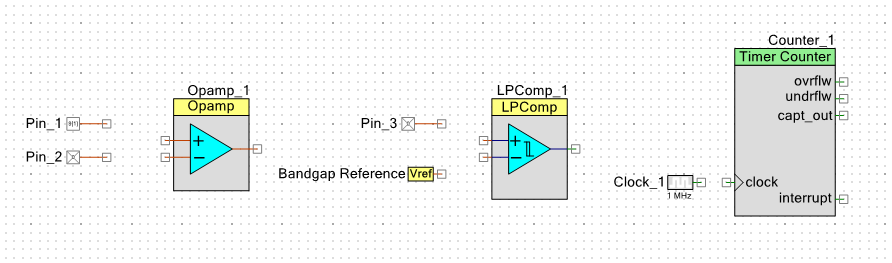 Counter_1
Timer Counter
ovrflw
undrflw
capt_out
clock
interrupt
Opamp_1
Opamp
+
−
LPComp_1
LPComp
+
−
Pin_1
Pin_2
Pin_3
Bandgap Reference Vref
Clock_1
1 MHz